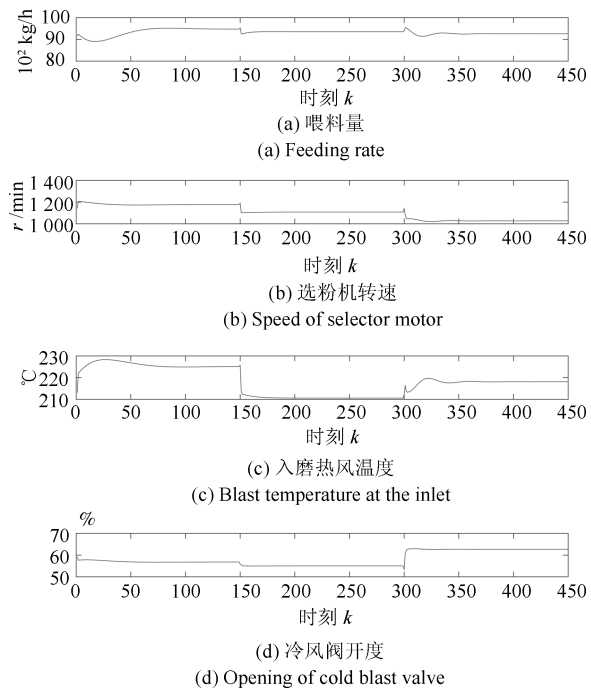 100
90
80
10² kg/h
0 50 100 150 200 250 300 350 400 450
时刻 k
(a) 喂料量
(a) Feeding rate
1 400
1 200
1 000
r /min
0 50 100 150 200 250 300 350 400 450
时刻 k
(b) 选粉机转速
(b) Speed of selector motor
230
220
210
℃
0 50 100 150 200 250 300 350 400 450
时刻 k
(c) 入磨热风温度
(c) Blast temperature at the inlet
%
70
60
50
0 50 100 150 200 250 300 350 400 450
时刻 k
(d) 冷风阀开度
(d) Opening of cold blast valve